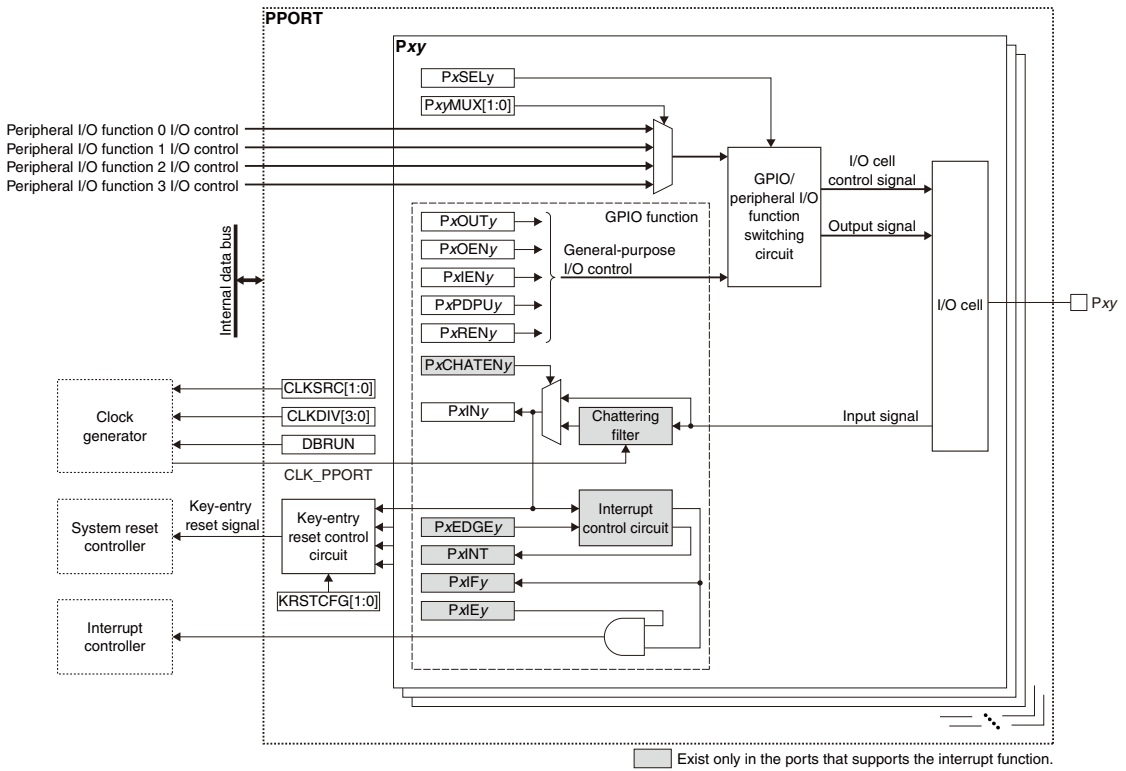 PPORT
Pxy
PxSELy
PxyMUX[1:0]
Peripheral I/O function 0 I/O control
Peripheral I/O function 1 I/O control
Peripheral I/O function 2 I/O control
Peripheral I/O function 3 I/O control
GPIO/
peripheral I/O
function
switching
circuit
I/O cell
control signal
Output signal
I/O cell
Pxy
Internal data bus
GPIO function
PxOUTy
PxOENy
PxIENy
PxPDPUy
PxRENy
General-purpose
I/O control
PxCHATENy
PxINy
Chattering
filter
Input signal
Clock
generator
CLKSRC[1:0]
CLKDIV[3:0]
DBRUN
CLK_PPORT
System reset
controller
Key-entry
reset signal
Key-entry
reset control
circuit
KRSTCFG[1:0]
Interrupt
control circuit
PxEDGEy
PxINT
PxIFy
PxIEy
Interrupt
controller
Exist only in the ports that supports the interrupt function.